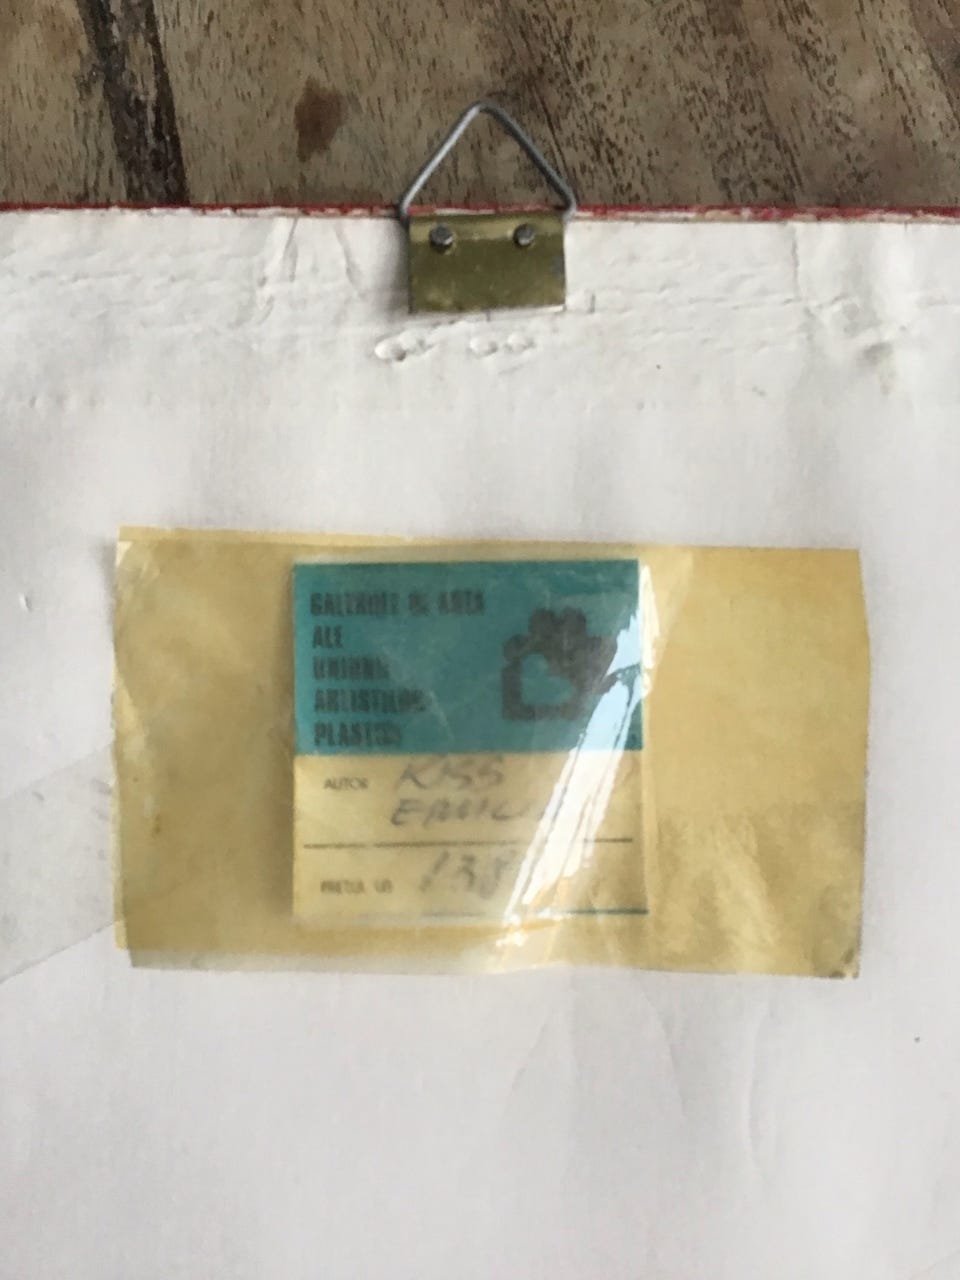 GALERIILE DE ARTA
ALE
UNIUNII
ARTISTILOR
PLASTICI
AUTOR KISS
PRETUL LEI 138